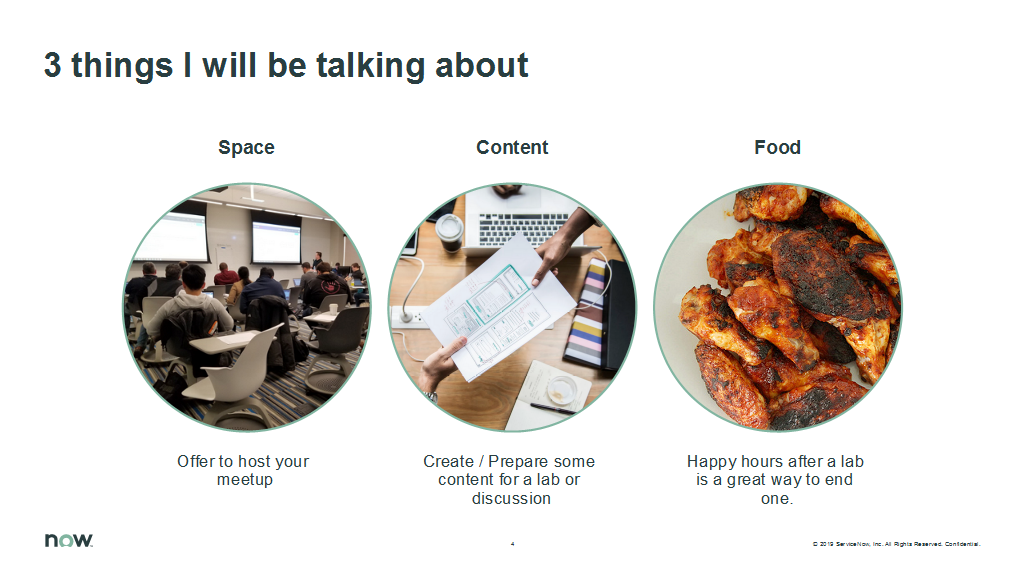 3 things I will be talking about
Space
Content
Food
Offer to host your
meetup
Create / Prepare some
content for a lab or
discussion
Happy hours after a lab
is a great way to end
one.
now.
4
© 2019 ServiceNow, Inc. All Rights Reserved. Confidential.